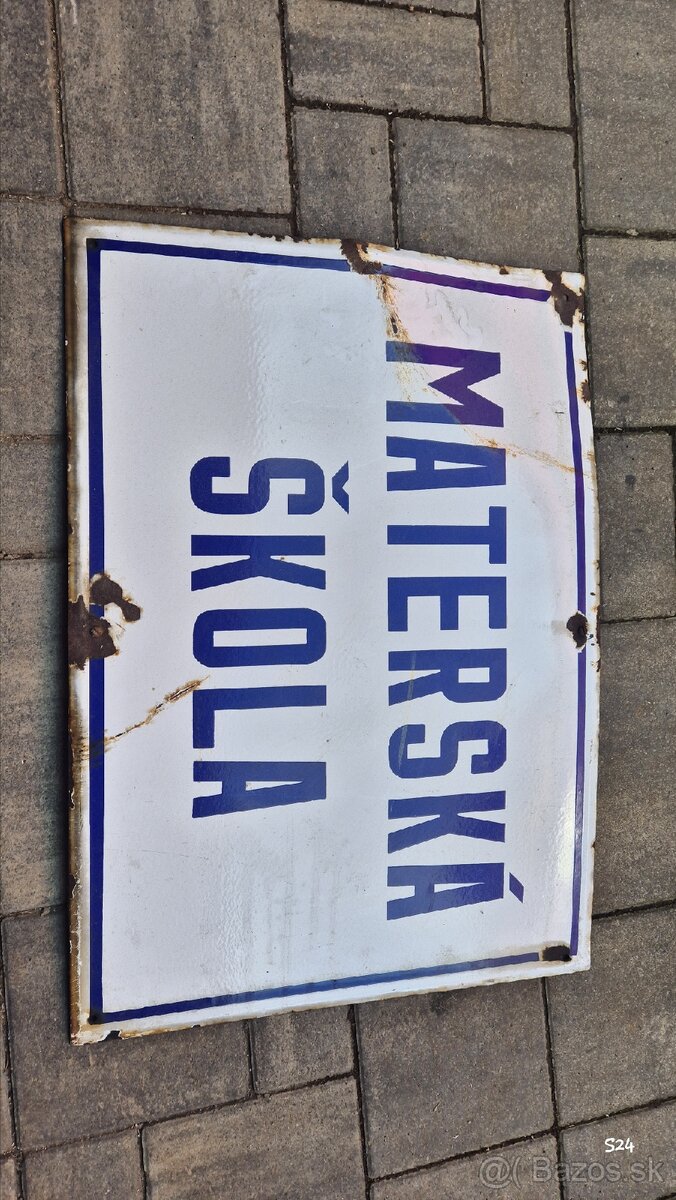 MATERSKÁ
ŠKOLA
S24
@( Bazos.sk